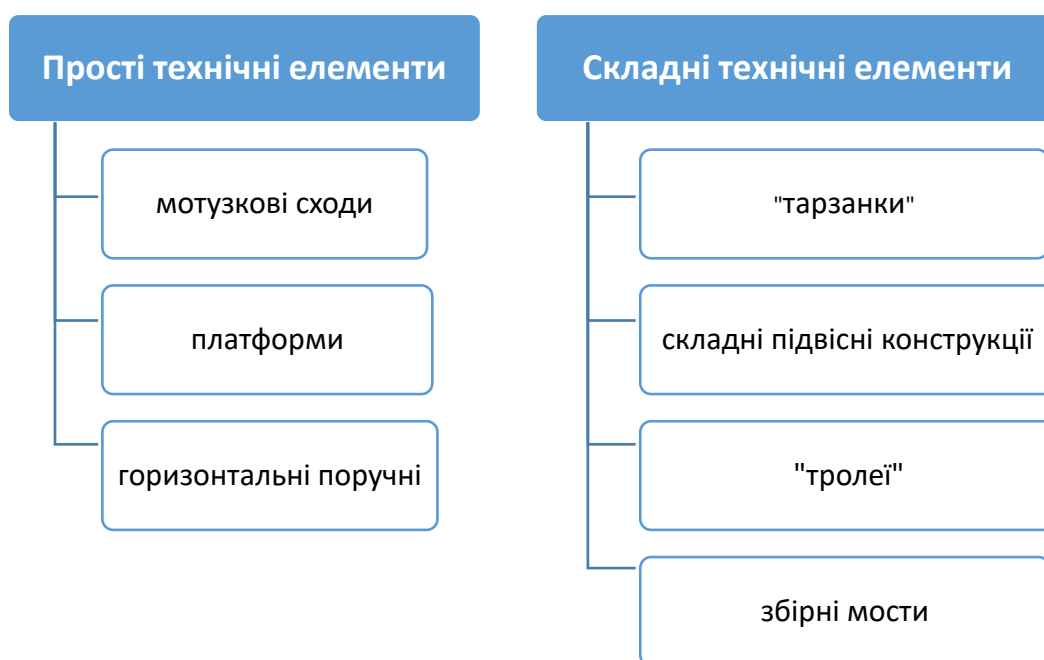 Прості технічні елементи
мотузкові сходи
платформи
горизонтальні поручні
Складні технічні елементи
"тарзанки"
складні підвісні конструкції
"тролеї"
збірні мости